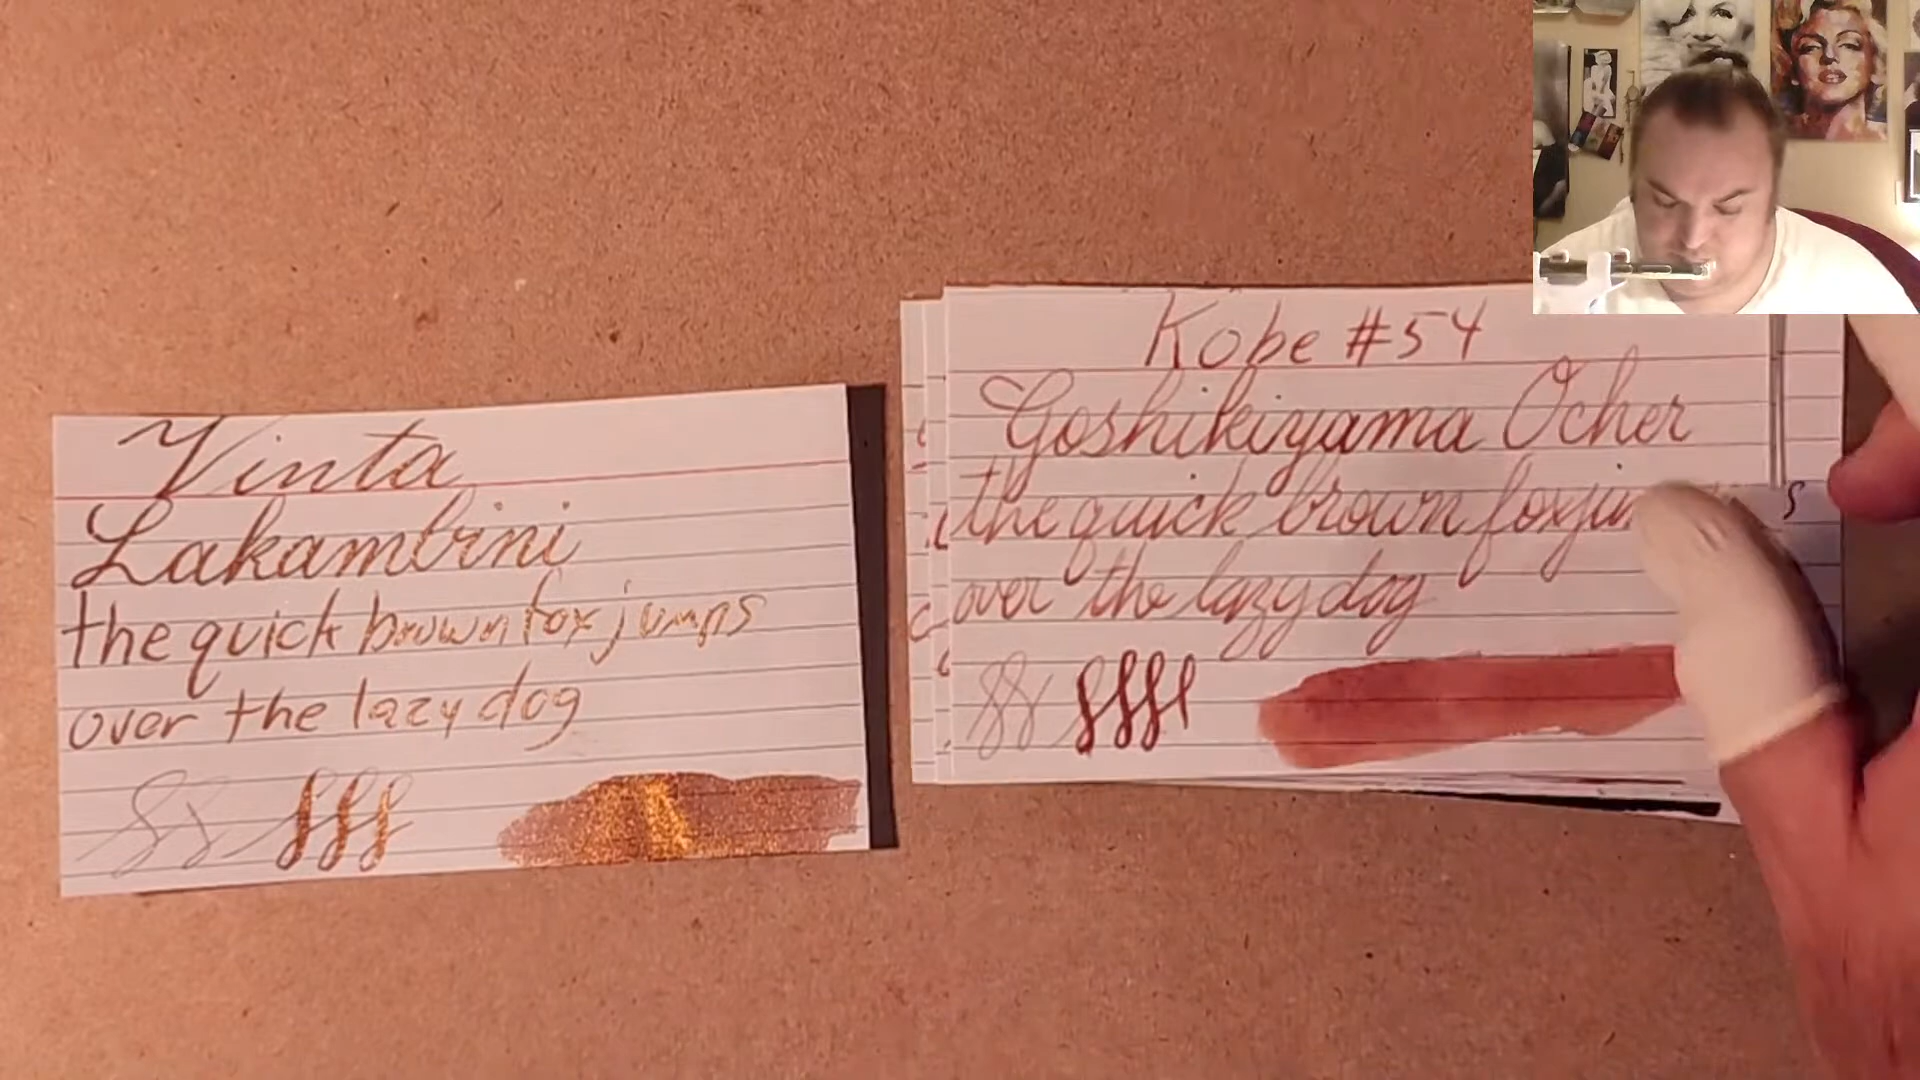 Vinta
Lakambini
the quick brown fox jumps
over the lazy dog
Kobe #54
Goshikiyama Ocher
the quick brown fox
over the lazy dog